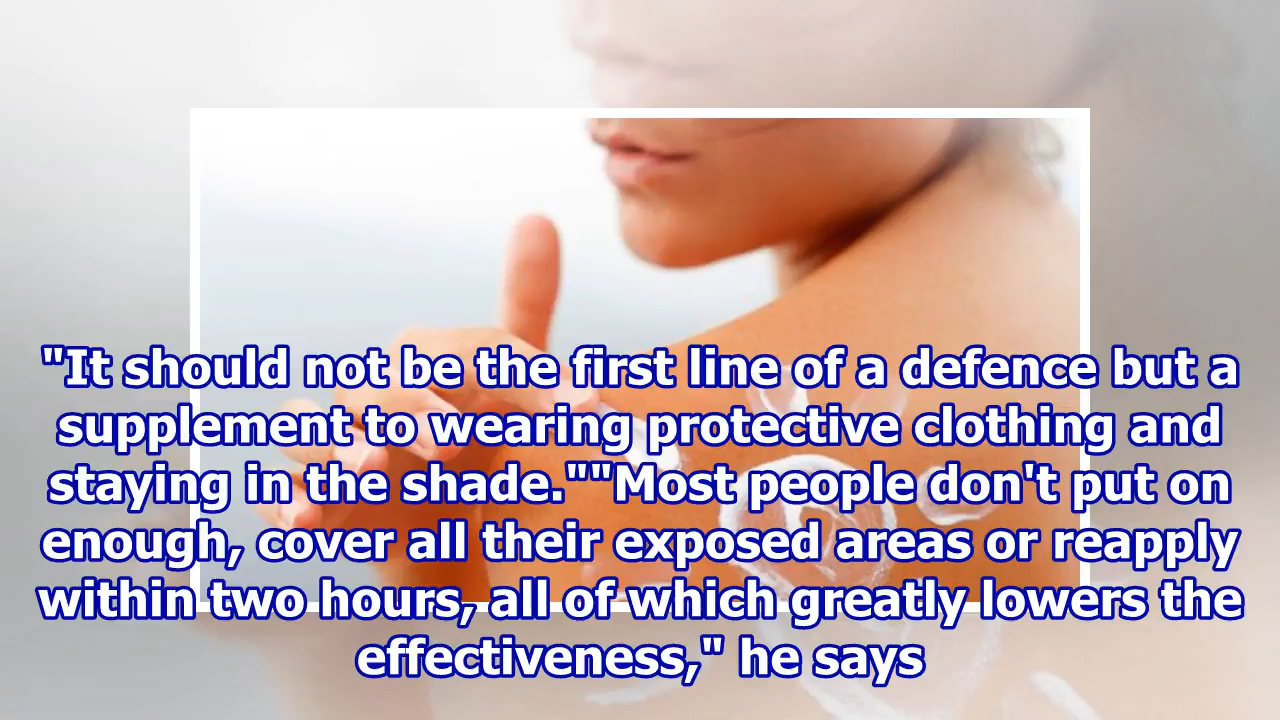 "It should not be the first line of a defence but a
supplement to wearing protective clothing and
staying in the shade.""Most people don't put on
enough, cover all their exposed areas or reapply
within two hours, all of which greatly lowers the
effectiveness," he says